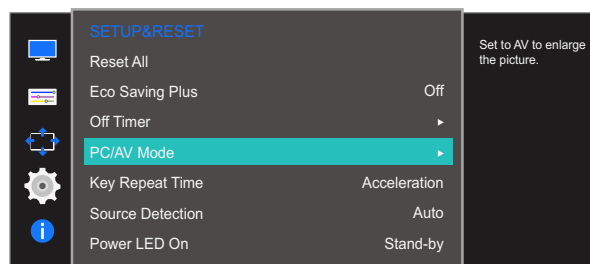 SETUP&RESET
Reset All
Eco Saving Plus Off
Off Timer
PC/AV Mode
Key Repeat Time Acceleration
Source Detection Auto
Power LED On Stand-by
Set to AV to enlarge
the picture.